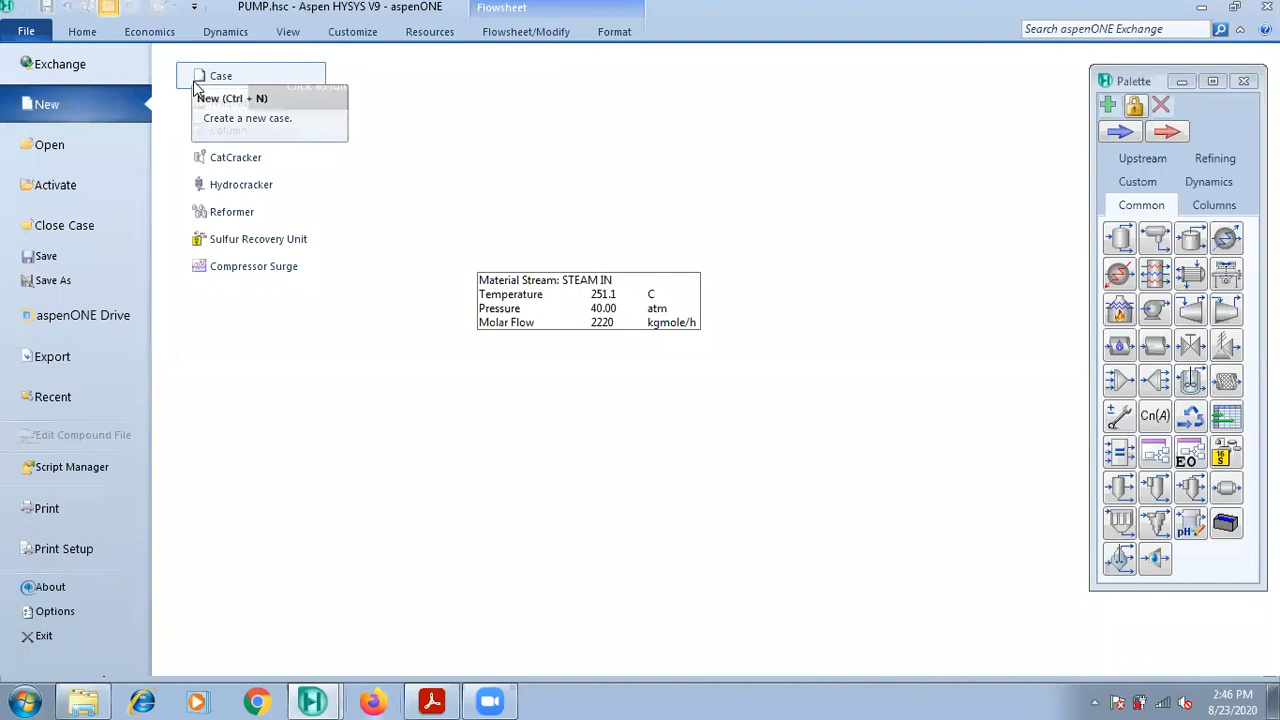 PUMP.hsc - Aspen HYSYS V9 - aspenONE
Flowsheet
File Home Economics Dynamics View Customize Resources Flowsheet/Modify Format
Search aspenONE Exchange
Exchange
New
Open
Activate
Close Case
Save
Save As
aspenONE Drive
Export
Recent
Edit Compound File
Script Manager
Print
Print Setup
About
Options
Exit
Case
New (Ctrl + N)
Create a new case.
Column
CatCracker
Hydrocracker
Reformer
Sulfur Recovery Unit
Compressor Surge
Material Stream: STEAM IN
Temperature 251.1 C
Pressure 40.00 atm
Molar Flow 2220 kgmole/h
Palette
Upstream Refining
Custom Dynamics
Common Columns
Cn(A)
EO
16
S
pH
2:46 PM
8/23/2020